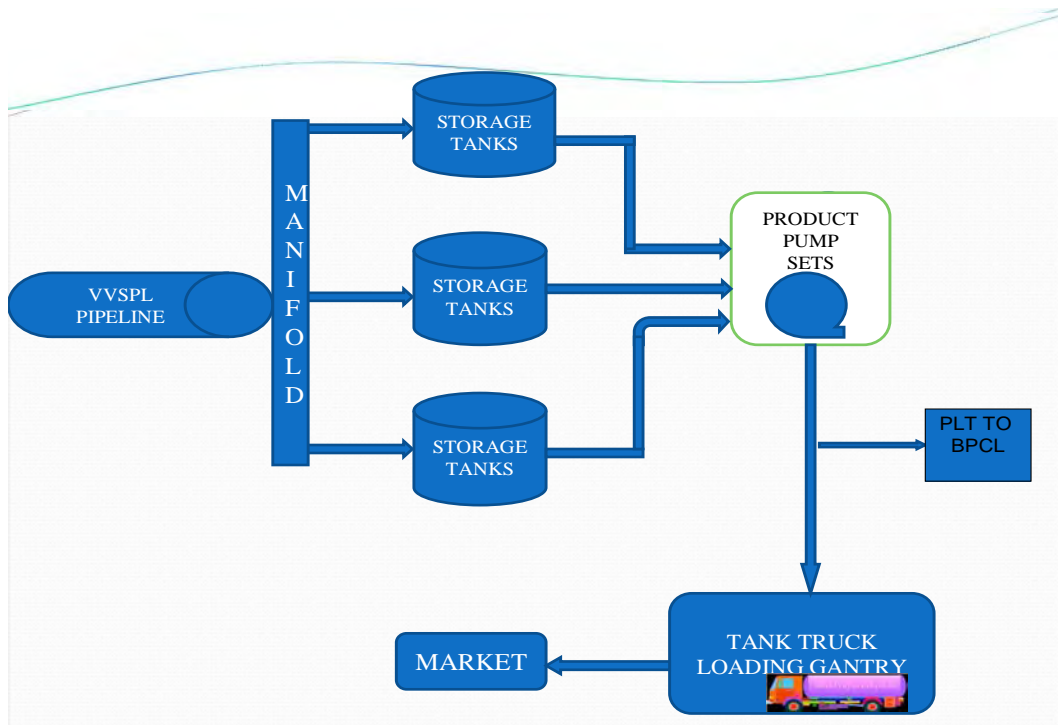 VVSPL
PIPELINE
MANIFOLD
STORAGE
TANKS
STORAGE
TANKS
STORAGE
TANKS
PRODUCT
PUMP
SETS
PLT TO
BPCL
TANK TRUCK
LOADING GANTRY
MARKET